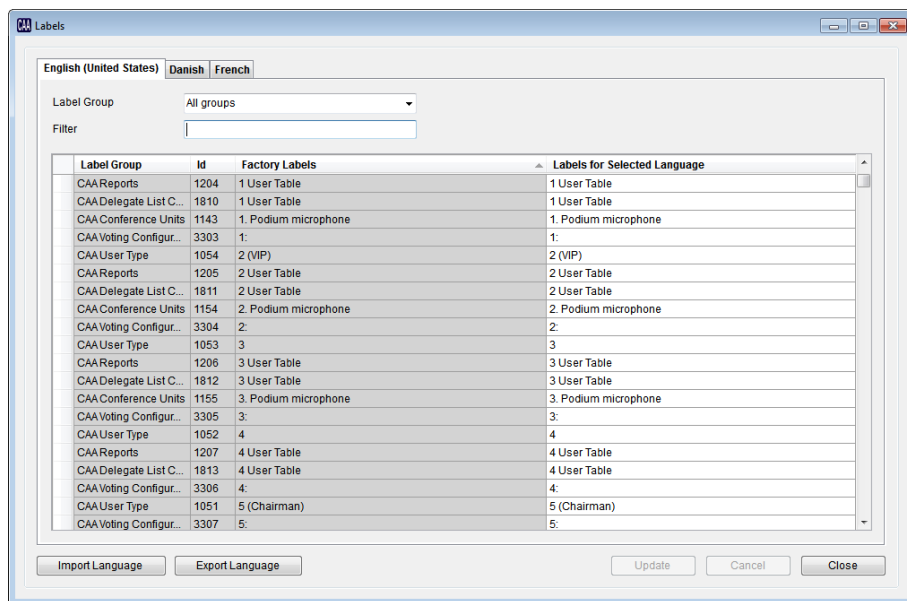 CAA Labels
English (United States) Danish French
Label Group All groups
Filter
Label Group Id Factory Labels Labels for Selected Language
CAA Reports 1204 1 User Table 1 User Table
CAA Delegate List C... 1810 1 User Table 1 User Table
CAA Conference Units 1143 1. Podium microphone 1. Podium microphone
CAA Voting Configur... 3303 1: 1:
CAA User Type 1054 2 (VIP) 2 (VIP)
CAA Reports 1205 2 User Table 2 User Table
CAA Delegate List C... 1811 2 User Table 2 User Table
CAA Conference Units 1154 2. Podium microphone 2. Podium microphone
CAA Voting Configur... 3304 2: 2:
CAA User Type 1053 3 3
CAA Reports 1206 3 User Table 3 User Table
CAA Delegate List C... 1812 3 User Table 3 User Table
CAA Conference Units 1155 3. Podium microphone 3. Podium microphone
CAA Voting Configur... 3305 3: 3:
CAA User Type 1052 4 4
CAA Reports 1207 4 User Table 4 User Table
CAA Delegate List C... 1813 4 User Table 4 User Table
CAA Voting Configur... 3306 4: 4:
CAA User Type 1051 5 (Chairman) 5 (Chairman)
CAA Voting Configur... 3307 5: 5:
Import Language Export Language Update Cancel Close